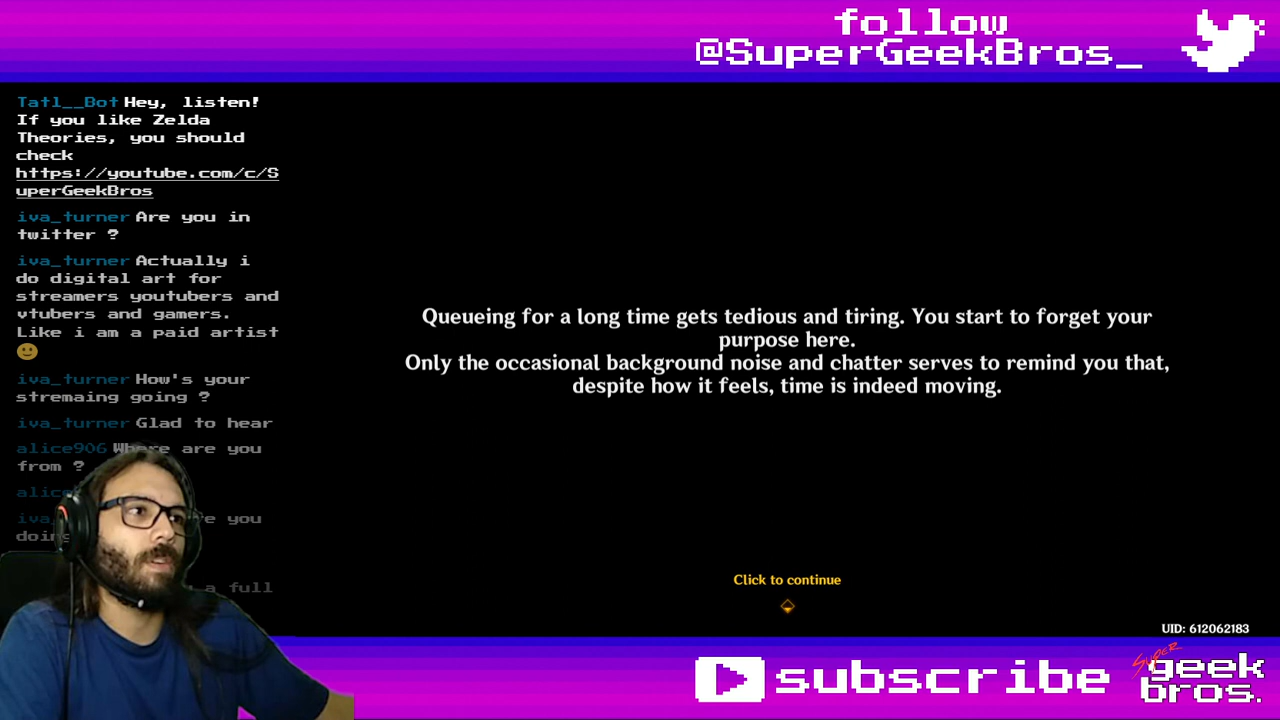 follow
@SuperGeekBros_
Tatl__Bot Hey, listen!
If you like Zelda
Theories, you should
check
https://youtube.com/c/S
uperGeekBros
iva_turner Are you in
twitter ?
iva_turner Actually i
do digital art for
streamers youtubers and
vtubers and gamers.
Like i am a paid artist
iva_turner How's your
stremaing going ?
iva_turner Glad to hear
alice906 Where are you
from ?
you
a full
Queueing for a long time gets tedious and tiring. You start to forget your
purpose here.
Only the occasional background noise and chatter serves to remind you that,
despite how it feels, time is indeed moving.
Click to continue
UID: 612062183
subscribe
SUPER
geek
bros.